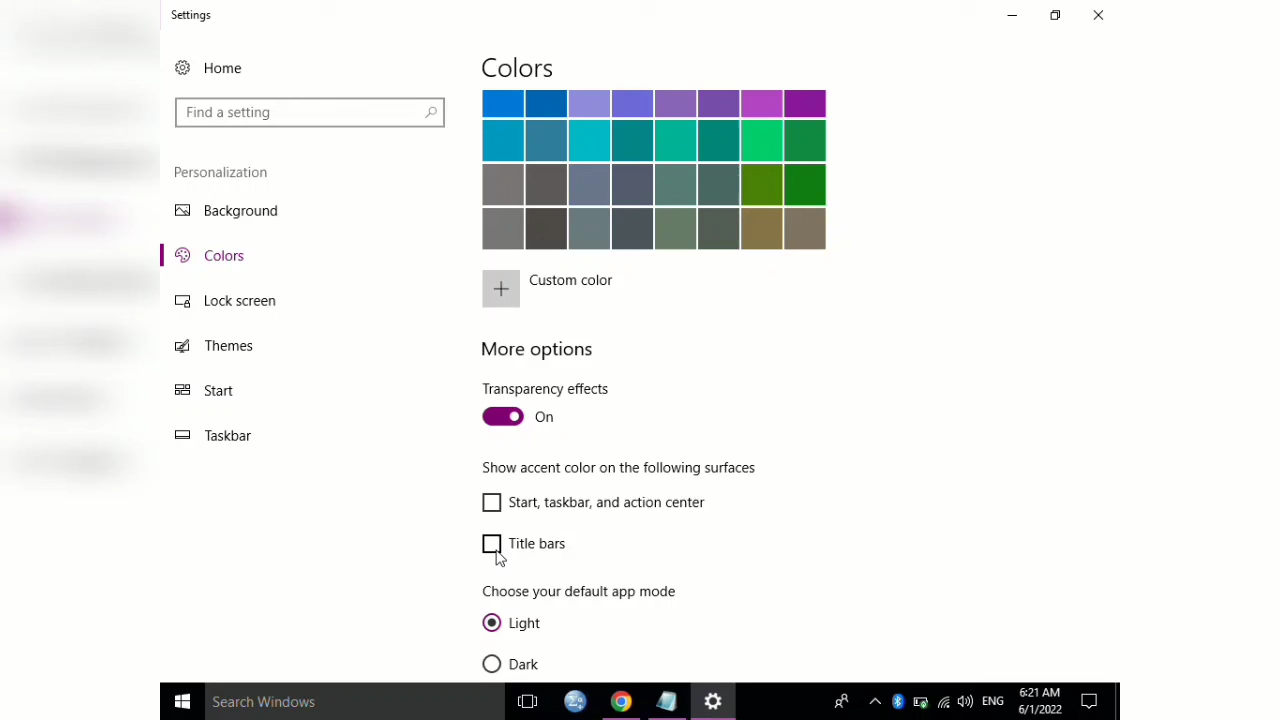 Settings
Home
Find a setting
Personalization
Background
Colors
Lock screen
Themes
Start
Taskbar
Colors
Custom color
More options
Transparency effects
On
Show accent color on the following surfaces
Start, taskbar, and action center
Title bars
Choose your default app mode
Light
Dark
Search Windows
ENG
6:21 AM
6/1/2022